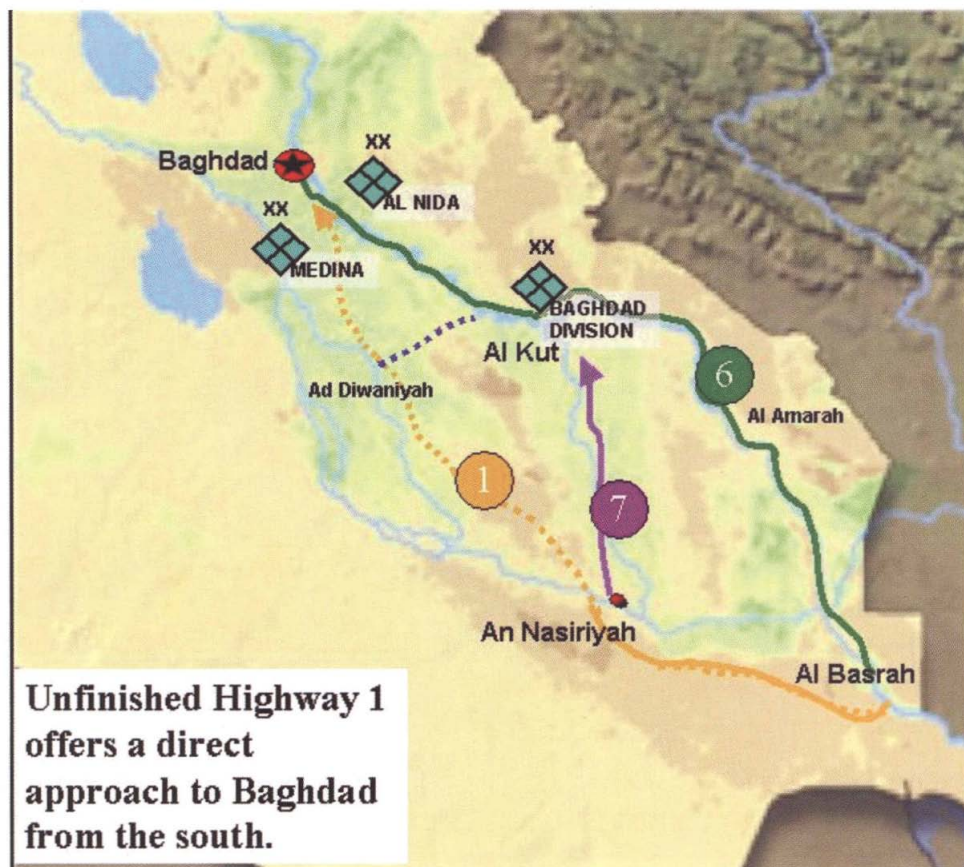 XX
Baghdad
XX
AL NIDA
MEDINA
XX
BAGHDAD
DIVISION
Al Kut
6
Ad Diwaniyah
Al Amarah
1
7
An Nasiriyah
Al Basrah
Unfinished Highway 1
offers a direct
approach to Baghdad
from the south.